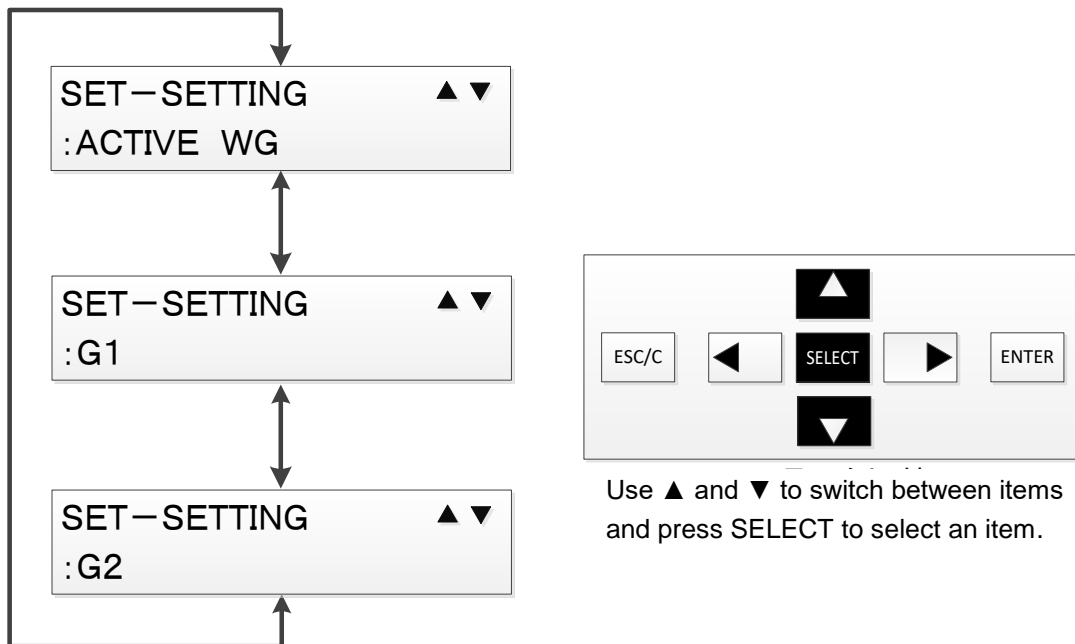 SET－SETTING ▲ ▼
:ACTIVE WG
SET－SETTING ▲ ▼
:G1
SET－SETTING ▲ ▼
:G2
ESC/C ◀ SELECT ▶ ENTER
Use ▲ and ▼ to switch between items
and press SELECT to select an item.